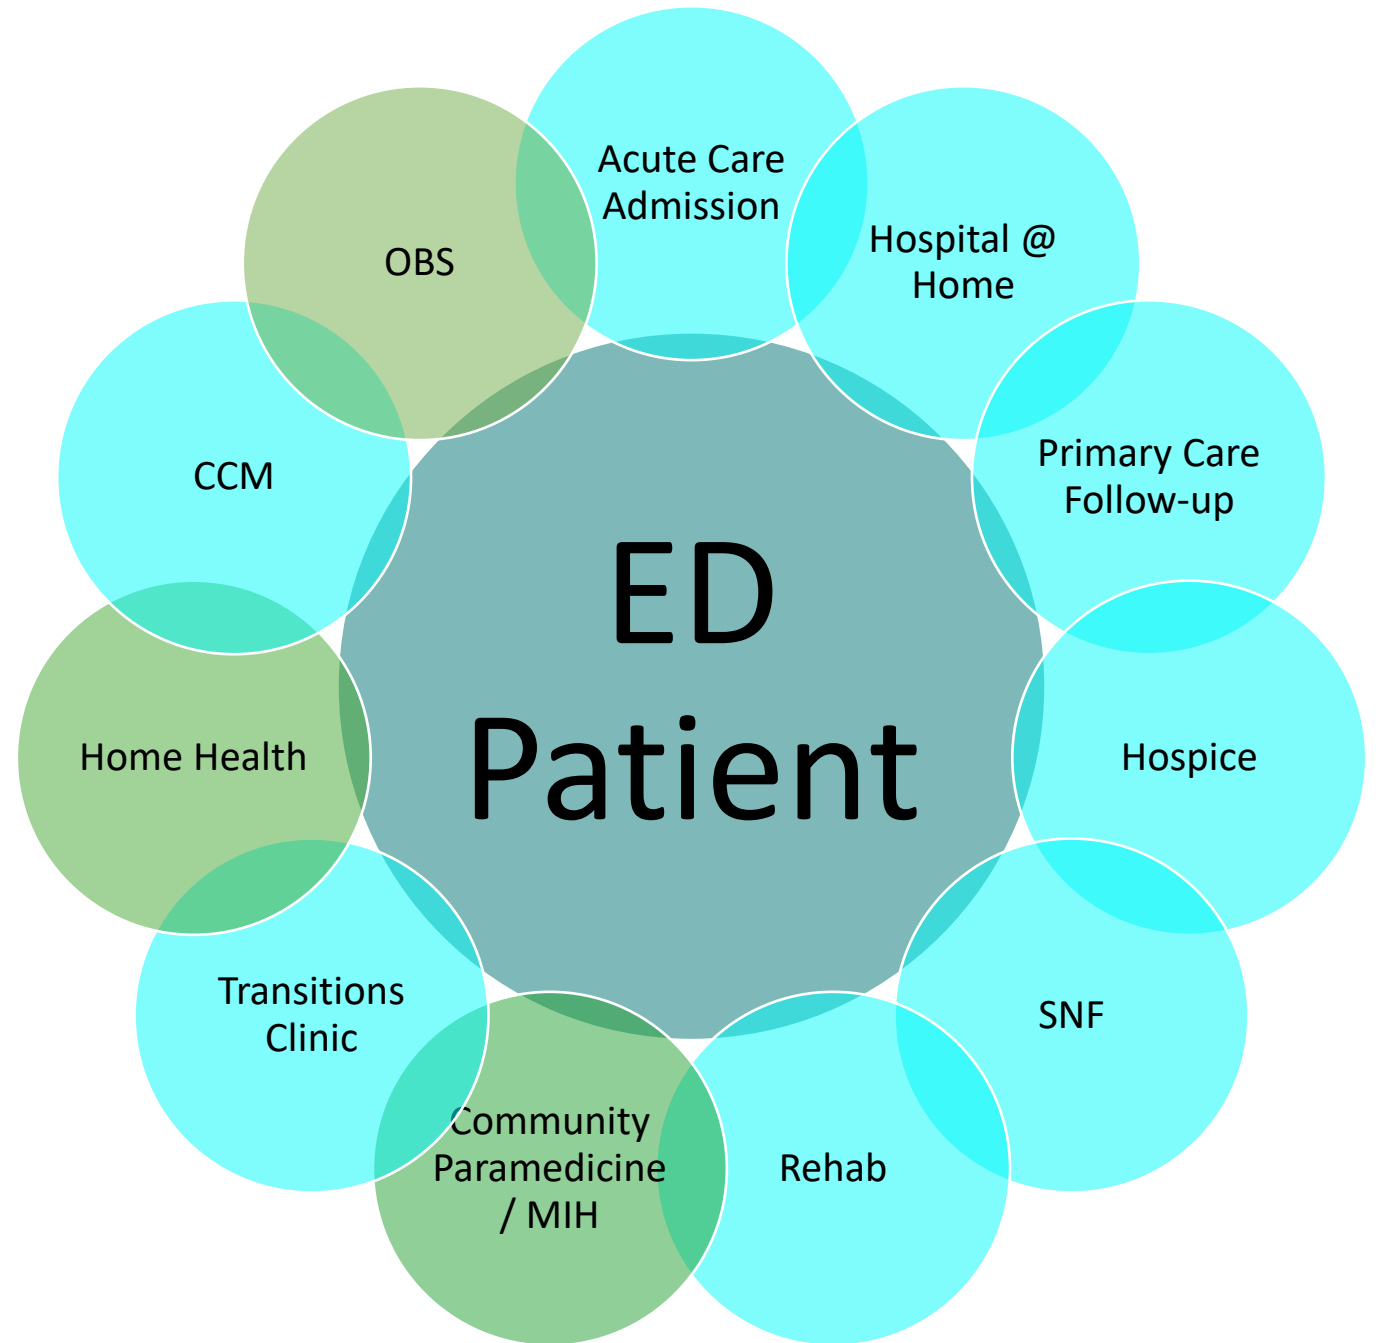 Acute Care
Admission
Hospital @
Home
Primary Care
Follow-up
Hospice
SNF
Rehab
Community
Paramedicine
/ MIH
Transitions
Clinic
Home Health
CCM
OBS
ED
Patient